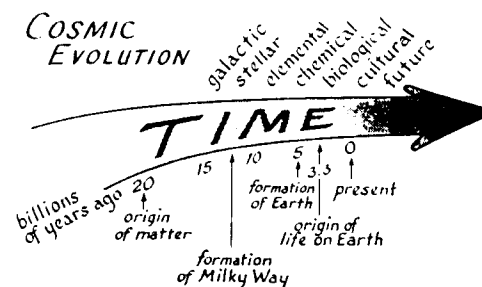 COSMIC
EVOLUTION
galactic
stellar
elemental
chemical
biological
cultural
future
TIME
billions
of years ago
20
15
10
5
3.5
0
origin
of matter
formation
of Milky Way
formation
of Earth
origin of
life on Earth
present